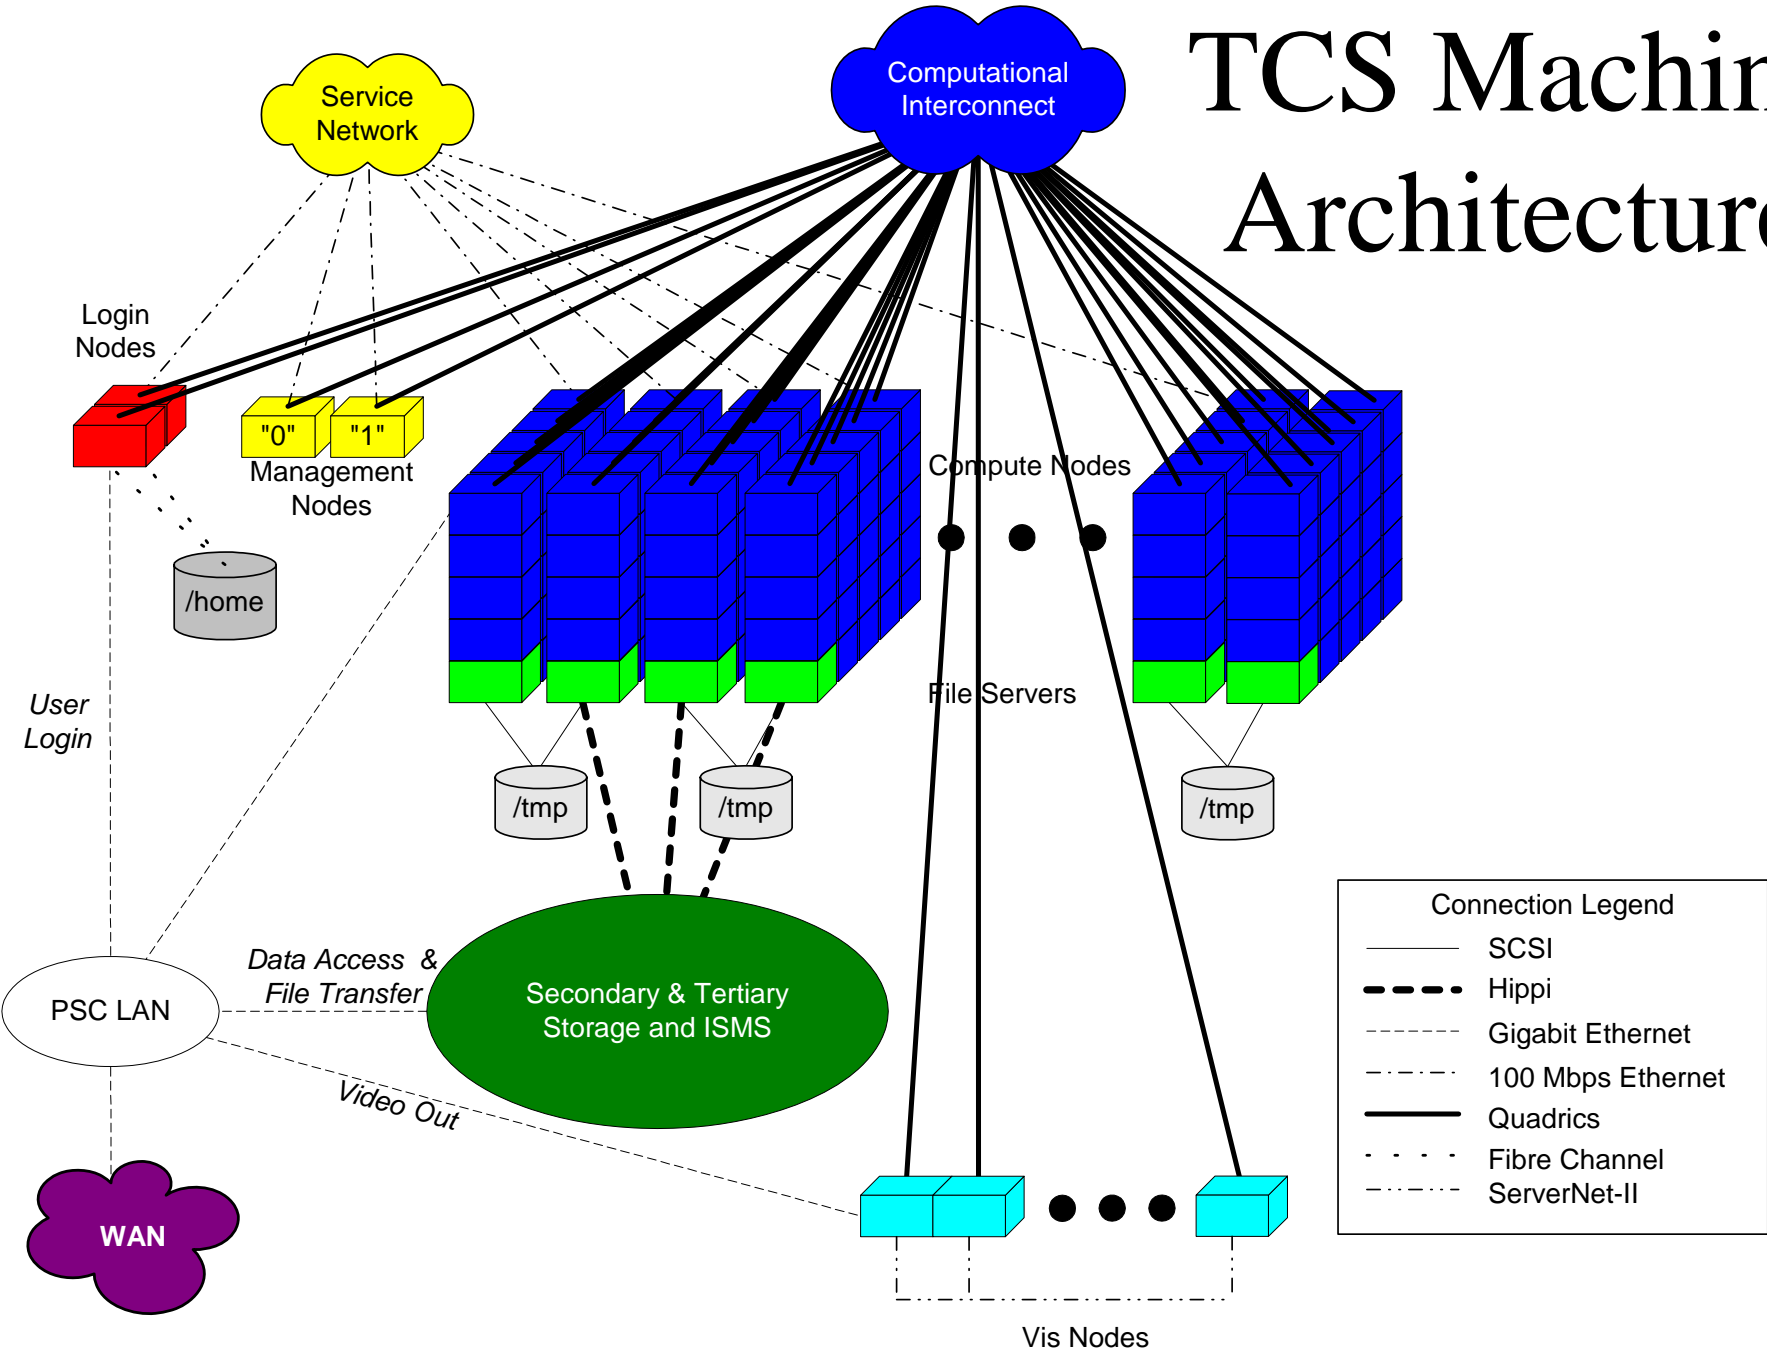 TCS Machin
Architecture
Computational
Interconnect
Service
Network
Login
Nodes
"0"
"1"
Management
Nodes
/home
Compute Nodes
File Servers
User
Login
/tmp
/tmp
/tmp
Data Access &
File Transfer
PSC LAN
Secondary & Tertiary
Storage and ISMS
Video Out
WAN
Vis Nodes
Connection Legend
SCSI
Hippi
Gigabit Ethernet
100 Mbps Ethernet
Quadrics
Fibre Channel
ServerNet-II